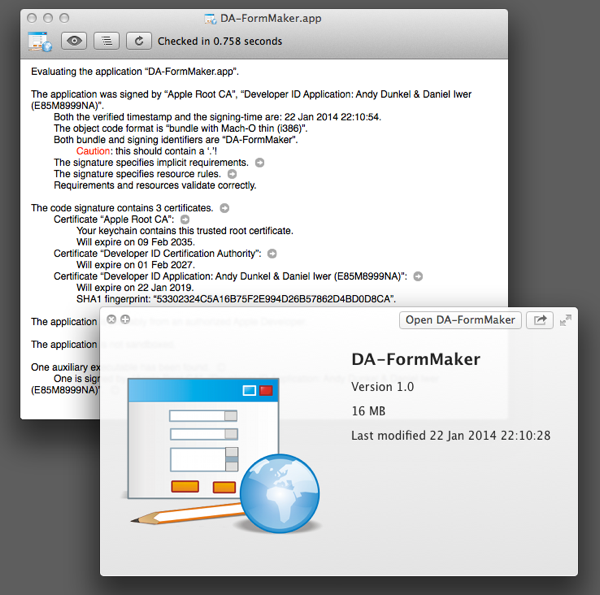 DA-FormMaker.app
Checked in 0.758 seconds
Evaluating the application “DA-FormMaker.app”.
The application was signed by “Apple Root CA”, “Developer ID Application: Andy Dunkel & Daniel Iwer
(E85M8999NA)”.
Both the verified timestamp and the signing-time are: 22 Jan 2014 22:10:54.
The object code format is “bundle with Mach-O thin (i386)”.
Both bundle and signing identifiers are “DA-FormMaker”.
Caution: this should contain a ‘.’!
The signature specifies implicit requirements.
The signature specifies resource rules.
Requirements and resources validate correctly.
The code signature contains 3 certificates.
Certificate “Apple Root CA”:
Your keychain contains this trusted root certificate.
Will expire on 09 Feb 2035.
Certificate “Developer ID Certification Authority”:
Will expire on 01 Feb 2027.
Certificate “Developer ID Application: Andy Dunkel & Daniel Iwer (E85M8999NA)”:
Will expire on 22 Jan 2019.
SHA1 fingerprint: “53302324C5A16B75F2E994D26B57862D4BD0D8CA”.
The application
The application
One auxiliary
One is signed
(E85M8999NA)”
Open DA-FormMaker
DA-FormMaker
Version 1.0
16 MB
Last modified 22 Jan 2014 22:10:28